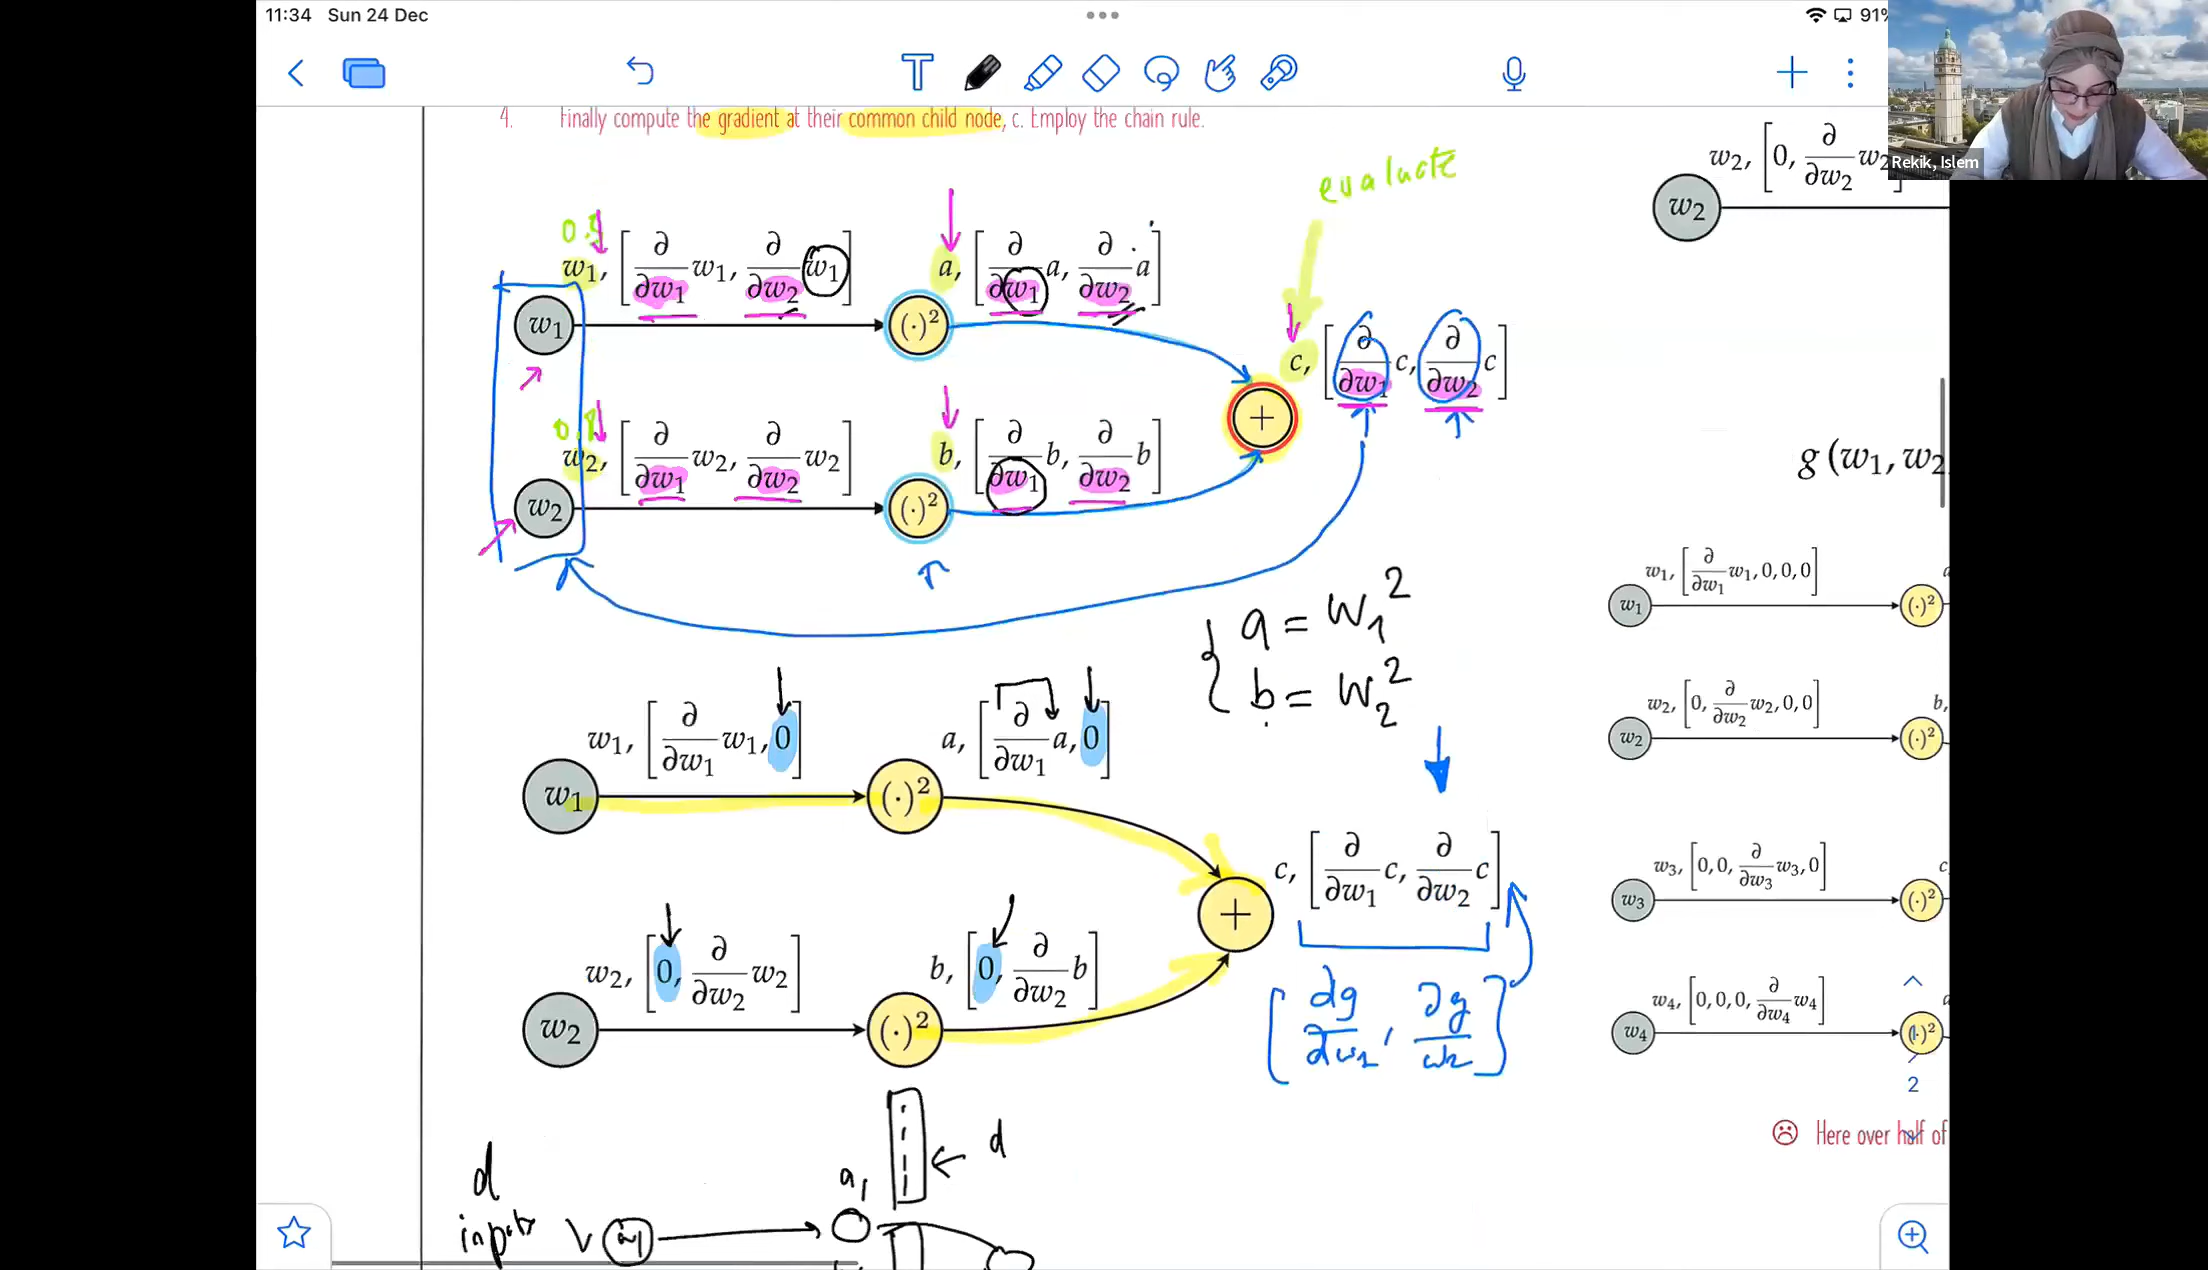 11:34 Sun 24 Dec
91%
Rekik, Islem
4. Finally compute the gradient at their common child node, c. Employ the chain rule.
evaluate
0.5
w₁, [∂/∂w₁ w₁, ∂/∂w₂ w₁]
a, [∂/∂w₁ a, ∂/∂w₂ a]
w₁
(·)²
c, [∂/∂w₁ c, ∂/∂w₂ c]
+
0.8
w₂, [∂/∂w₁ w₂, ∂/∂w₂ w₂]
b, [∂/∂w₁ b, ∂/∂w₂ b]
w₂
(·)²
a = w₁²
b = w₂²
w₁, [∂/∂w₁ w₁, 0]
a, [∂/∂w₁ a, 0]
w₁
(·)²
c, [∂/∂w₁ c, ∂/∂w₂ c]
+
w₂, [0, ∂/∂w₂ w₂]
b, [0, ∂/∂w₂ b]
w₂
(·)²
d
a₁
d
inputs
w₂, [0, ∂/∂w₂ w₂
w₂
g (w₁, w₂
w₁, [∂/∂w₁ w₁, 0, 0, 0]
w₁
(·)²
w₂, [0, ∂/∂w₂ w₂, 0, 0]
b,
w₂
(·)²
w₃, [0, 0, ∂/∂w₃ w₃, 0]
c
w₃
(·)²
w₄, [0, 0, 0, ∂/∂w₄ w₄]
w₄
(·)²
2
Here over half of